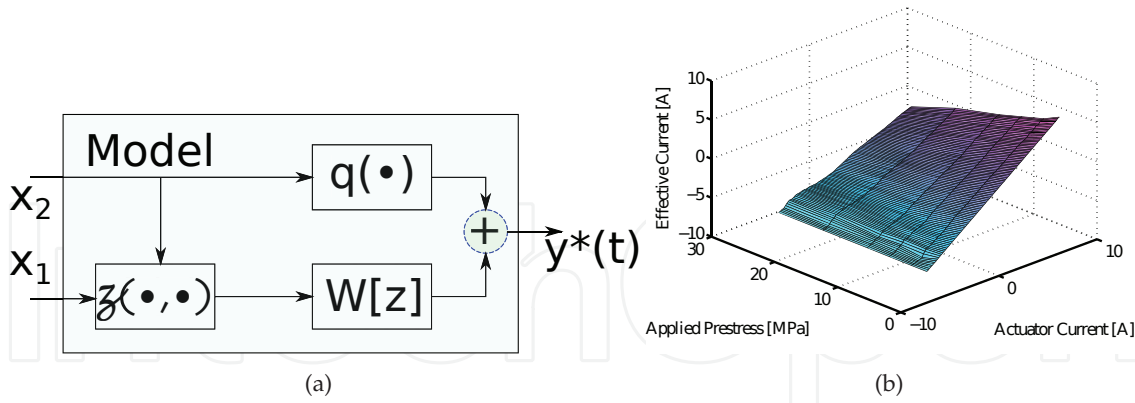 Model
q(•)
x₂
x₁
z(•,•)
W[z]
+
y*(t)
(a)
Effective Current [A]
10
5
0
−5
−10
30
20
10
0
Applied Prestress [MPa]
−10
0
10
Actuator Current [A]
(b)